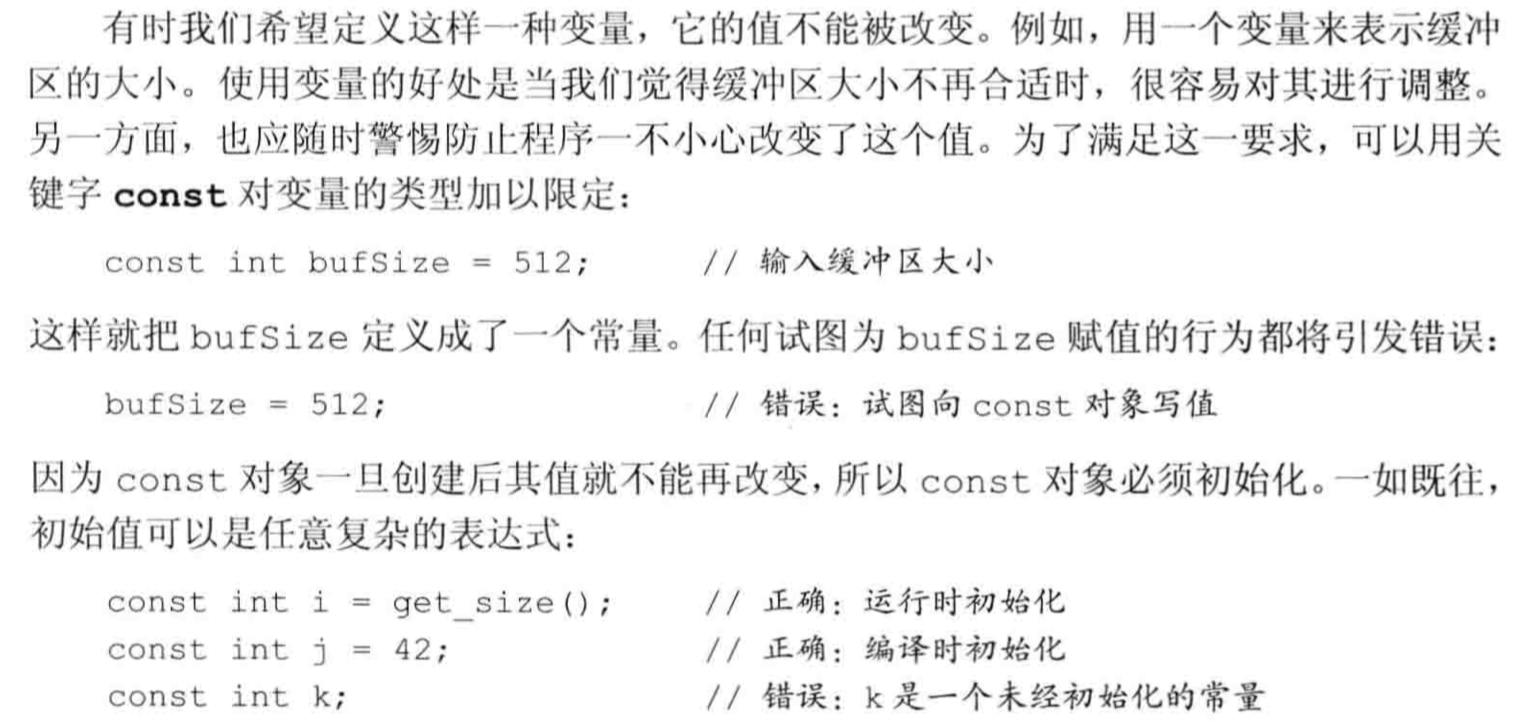 有时我们希望定义这样一种变量，它的值不能被改变。例如，用一个变量来表示缓冲
区的大小。使用变量的好处是当我们觉得缓冲区大小不再合适时，很容易对其进行调整。
另一方面，也应随时警惕防止程序一不小心改变了这个值。为了满足这一要求，可以用关
键字 const 对变量的类型加以限定：
const int bufSize = 512; // 输入缓冲区大小
这样就把 bufSize 定义成了一个常量。任何试图为 bufSize 赋值的行为都将引发错误：
bufSize = 512; // 错误：试图向 const 对象写值
因为 const 对象一旦创建后其值就不能再改变，所以 const 对象必须初始化。一如既往，
初始值可以是任意复杂的表达式：
const int i = get_size(); // 正确：运行时初始化
const int j = 42; // 正确：编译时初始化
const int k; // 错误：k 是一个未经初始化的常量